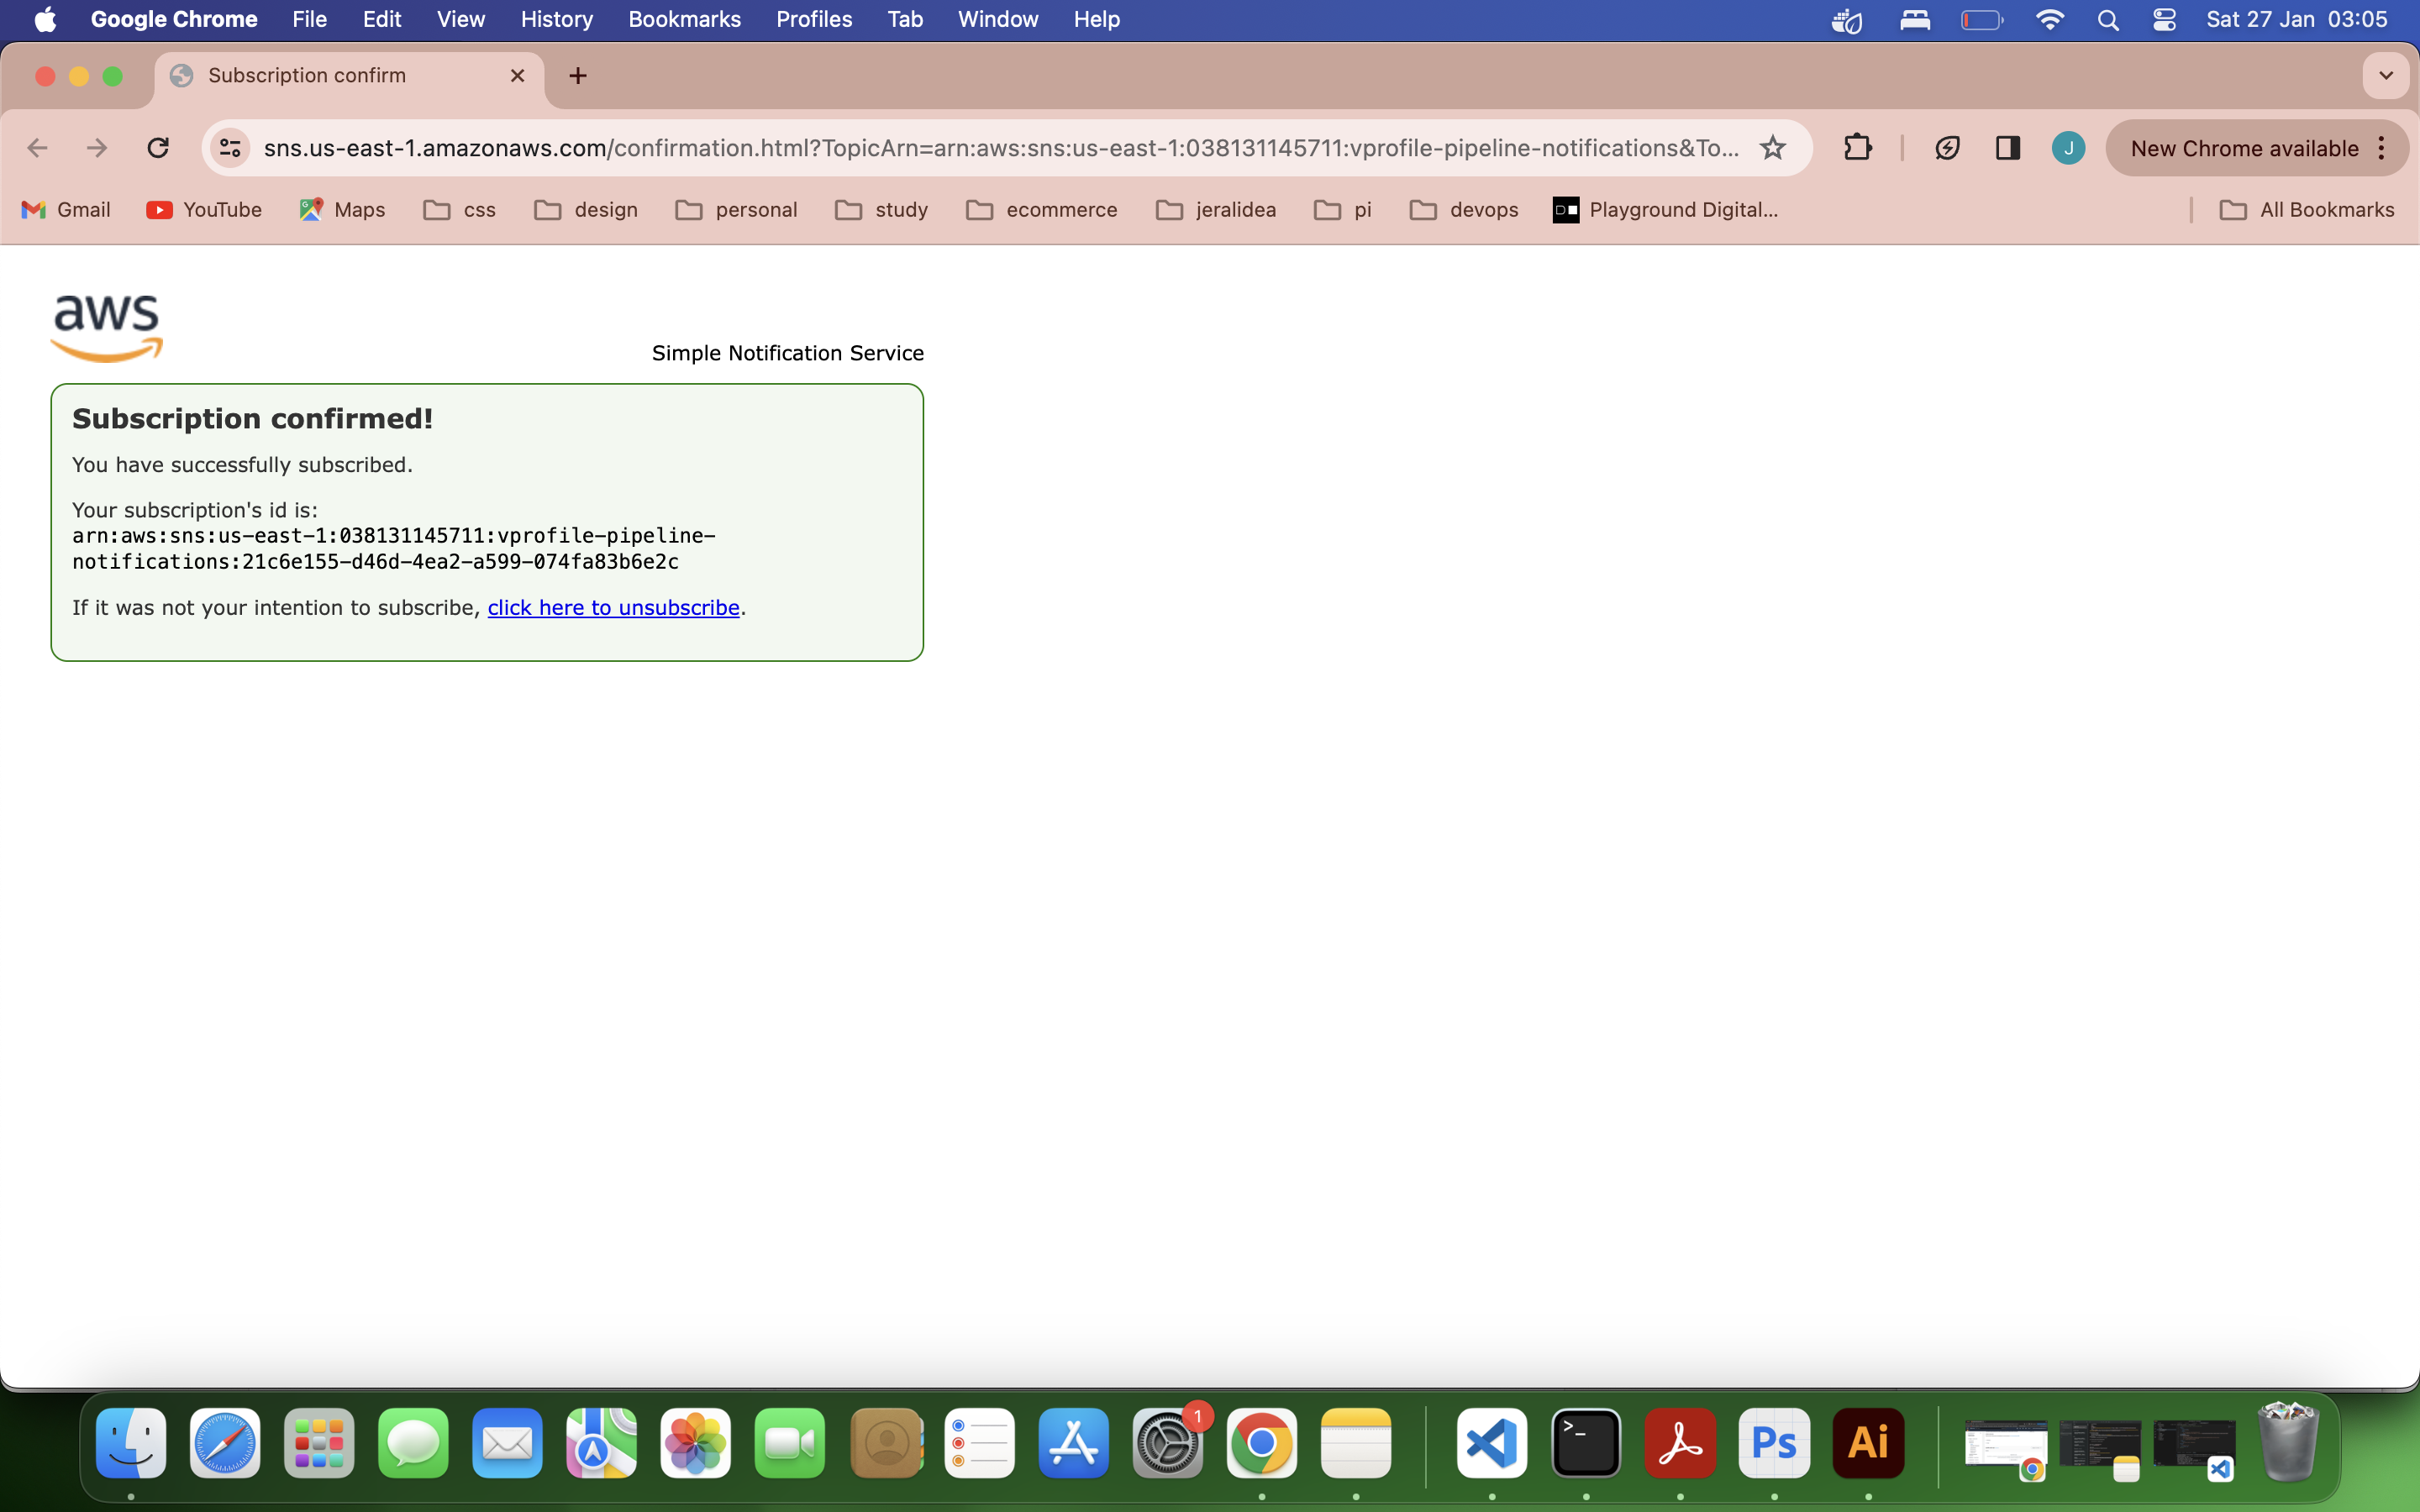 Google Chrome File Edit View History Bookmarks Profiles Tab Window Help Sat 27 Jan 03:05
Subscription confirm
sns.us-east-1.amazonaws.com/confirmation.html?TopicArn=arn:aws:sns:us-east-1:038131145711:vprofile-pipeline-notifications&To... J New Chrome available
Gmail YouTube Maps css design personal study ecommerce jeralidea pi devops Playground Digital... All Bookmarks
aws
Simple Notification Service
Subscription confirmed!
You have successfully subscribed.
Your subscription's id is:
arn:aws:sns:us-east-1:038131145711:vprofile-pipeline-
notifications:21c6e155-d46d-4ea2-a599-074fa83b6e2c
If it was not your intention to subscribe, click here to unsubscribe.
1
>_
Ps
Ai